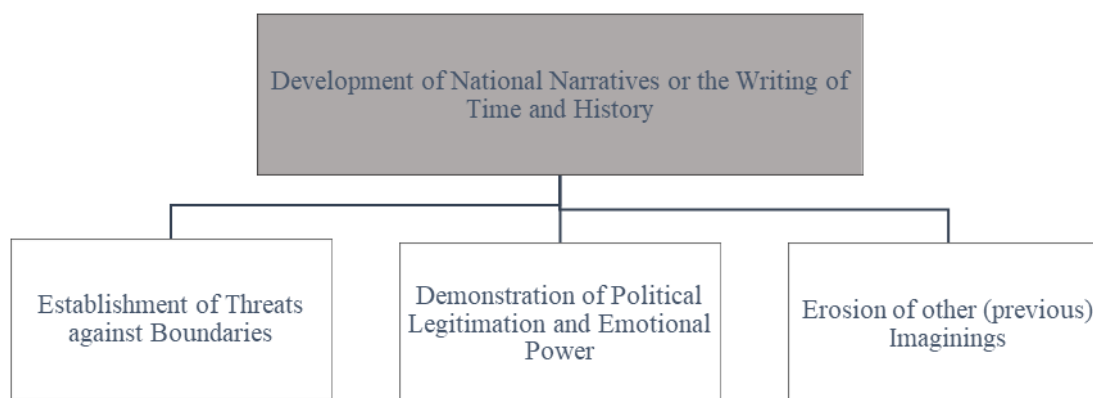 Development of National Narratives or the Writing of
Time and History
Establishment of Threats
against Boundaries
Demonstration of Political
Legitimation and Emotional
Power
Erosion of other (previous)
Imaginings